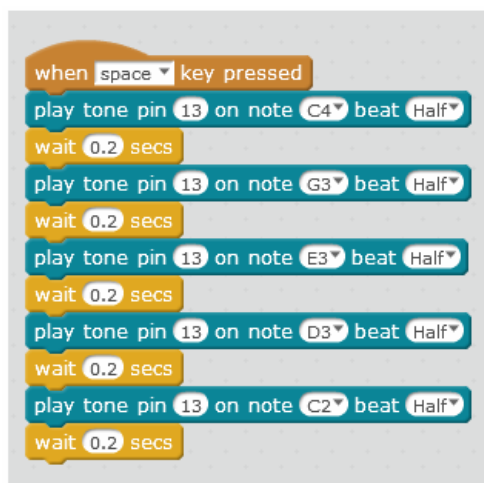 when space key pressed
play tone pin 13 on note C4 beat Half
wait 0.2 secs
play tone pin 13 on note G3 beat Half
wait 0.2 secs
play tone pin 13 on note E3 beat Half
wait 0.2 secs
play tone pin 13 on note D3 beat Half
wait 0.2 secs
play tone pin 13 on note C2 beat Half
wait 0.2 secs